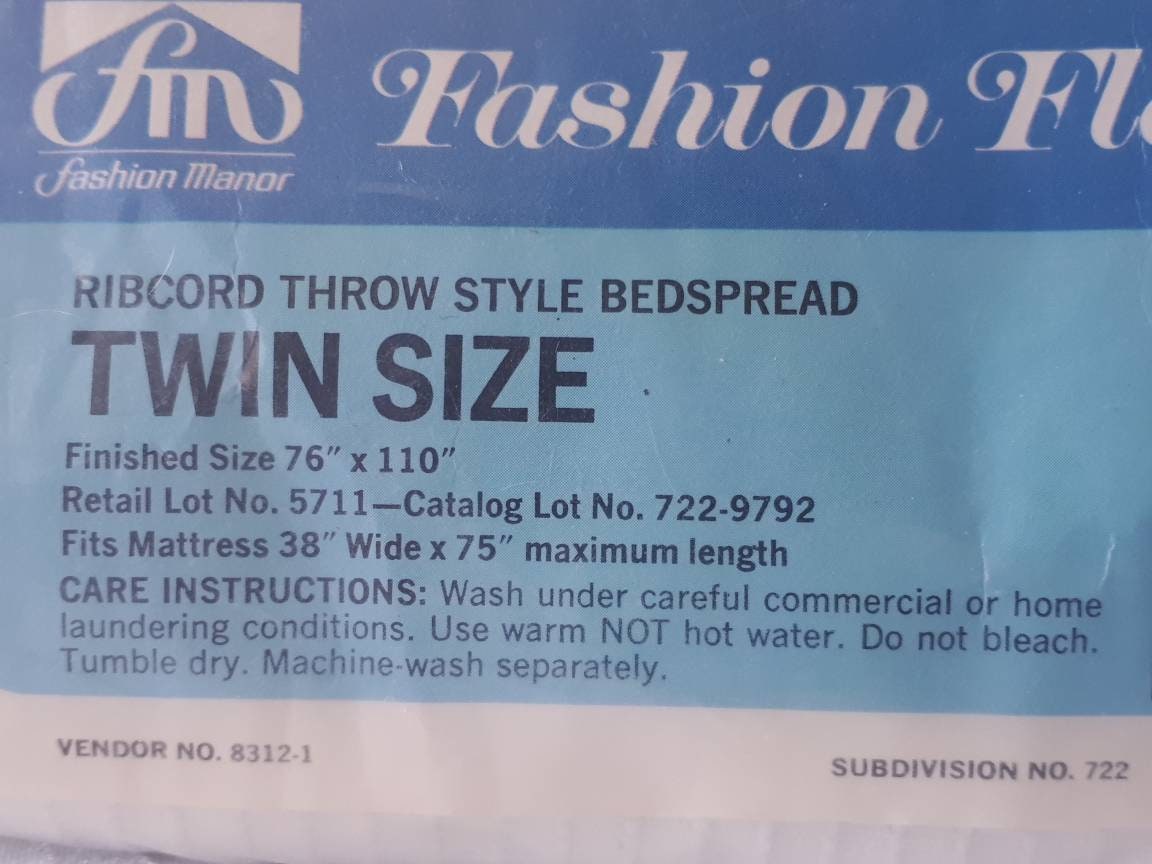 fm
fashion Manor
Fashion
RIBCORD THROW STYLE BEDSPREAD
TWIN SIZE
Finished Size 76" x 110"
Retail Lot No. 5711—Catalog Lot No. 722-9792
Fits Mattress 38" Wide x 75" maximum length
CARE INSTRUCTIONS: Wash under careful commercial or home
laundering conditions. Use warm NOT hot water. Do not bleach.
Tumble dry. Machine-wash separately.
VENDOR NO. 8312-1
SUBDIVISION NO. 722